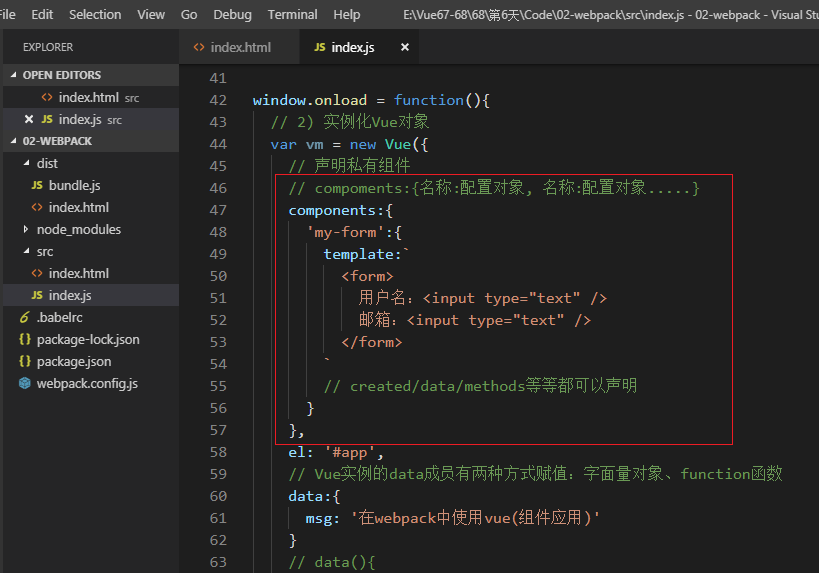 ile Edit Selection View Go Debug Terminal Help E:\Vue67-68\68\第6天\Code\02-webpack\src\index.js - 02-webpack - Visual Stu
EXPLORER
OPEN EDITORS
<> index.html src
× JS index.js src
02-WEBPACK
dist
JS bundle.js
<> index.html
node_modules
src
<> index.html
JS index.js
.babelrc
{} package-lock.json
{} package.json
webpack.config.js
<> index.html JS index.js ×
41
42 window.onload = function(){
43 // 2) 实例化Vue对象
44 var vm = new Vue({
45 // 声明私有组件
46 // compoments:{名称:配置对象, 名称:配置对象.....}
47 components:{
48 'my-form':{
49 template:`
50 <form>
51 用户名：<input type="text" />
52 邮箱：<input type="text" />
53 </form>
54 `
55 // created/data/methods等等都可以声明
56 }
57 },
58 el: '#app',
59 // Vue实例的data成员有两种方式赋值：字面量对象、function函数
60 data:{
61 msg: '在webpack中使用vue(组件应用)'
62 }
63 // data(){